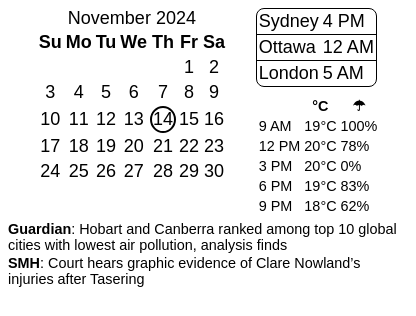 November 2024
Su Mo Tu We Th Fr Sa
1 2
3 4 5 6 7 8 9
10 11 12 13 14 15 16
17 18 19 20 21 22 23
24 25 26 27 28 29 30
Sydney 4 PM
Ottawa 12 AM
London 5 AM
°C ☂
9 AM 19°C 100%
12 PM 20°C 78%
3 PM 20°C 0%
6 PM 19°C 83%
9 PM 18°C 62%
Guardian: Hobart and Canberra ranked among top 10 global
cities with lowest air pollution, analysis finds
SMH: Court hears graphic evidence of Clare Nowland’s
injuries after Tasering